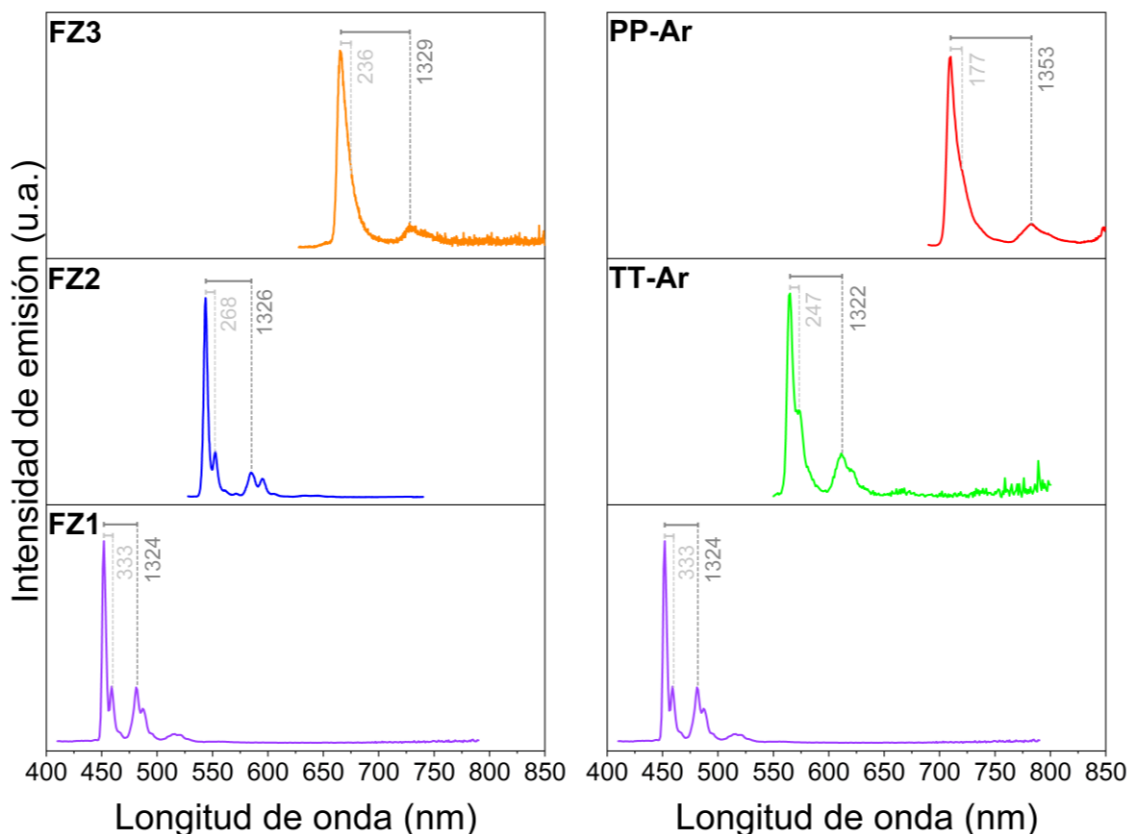 Intensidad de emisión (u.a.)
FZ3
236
1329
FZ2
268
1326
FZ1
333
1324
400 450 500 550 600 650 700 750 800 850
Longitud de onda (nm)
PP-Ar
177
1353
TT-Ar
247
1322
333
1324
400 450 500 550 600 650 700 750 800 850
Longitud de onda (nm)